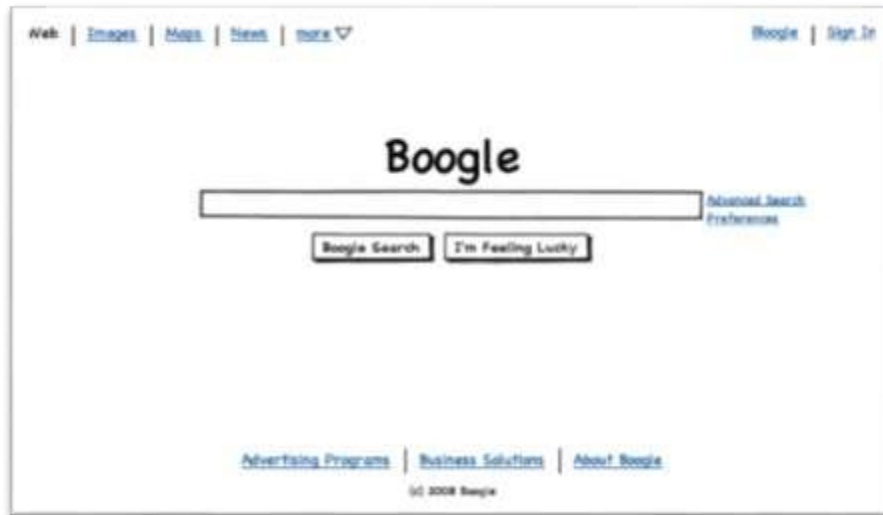 Web | Images | Maps | News | more ▽
iBoogle | Sign In
Boogle
Advanced Search
Preferences
Boogle Search
I'm Feeling Lucky
Advertising Programs | Business Solutions | About Boogle
(c) 2008 Boogle